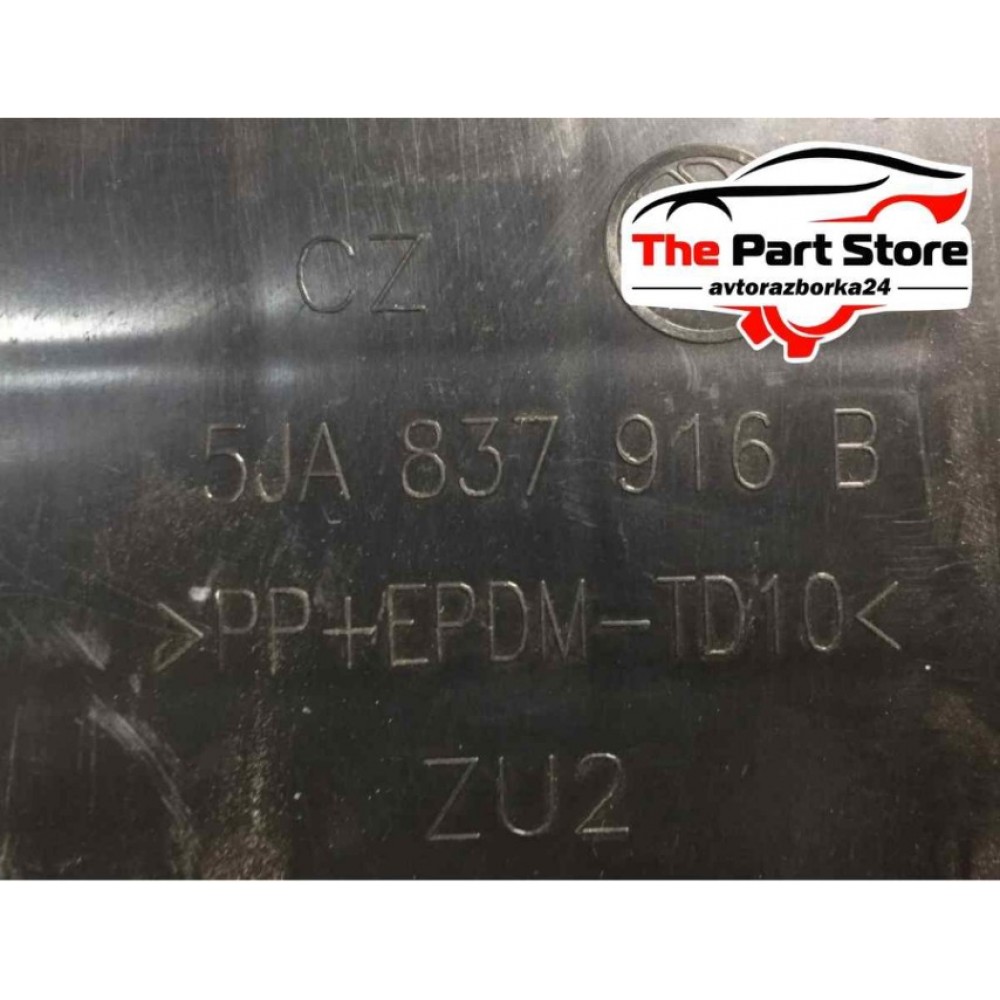 The Part Store
avtorazborka24
CZ
5JA 837 916 B
>PP+EPDM-TD10<
ZU2